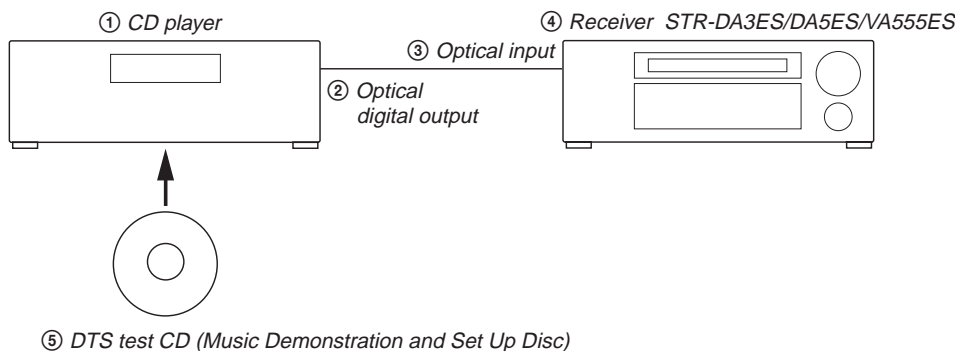 ① CD player
④ Receiver STR-DA3ES/DA5ES/VA555ES
③ Optical input
② Optical
digital output
⑤ DTS test CD (Music Demonstration and Set Up Disc)